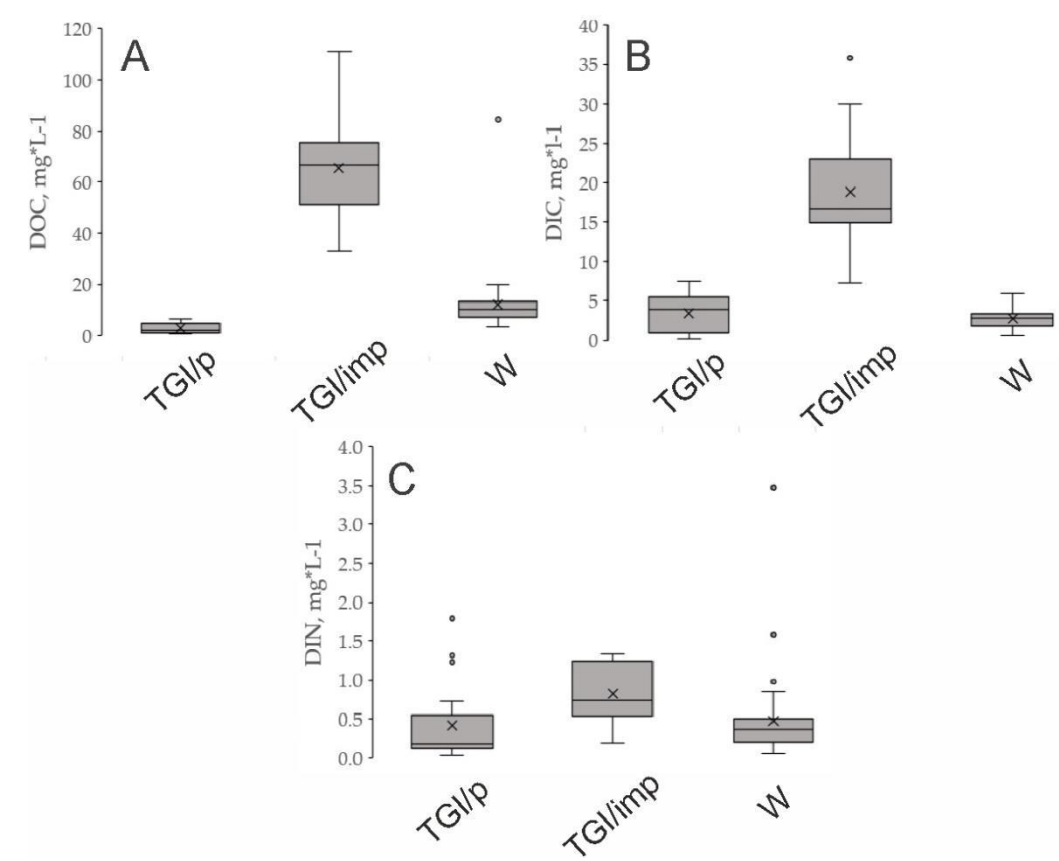 A
DOC, mg*L-1
120
100
80
60
40
20
0
TGI/p
TGI/imp
W
B
DIC, mg*l-1
40
35
30
25
20
15
10
5
0
TGI/p
TGI/imp
W
C
DIN, mg*L-1
4.0
3.5
3.0
2.5
2.0
1.5
1.0
0.5
0.0
TGI/p
TGI/imp
W